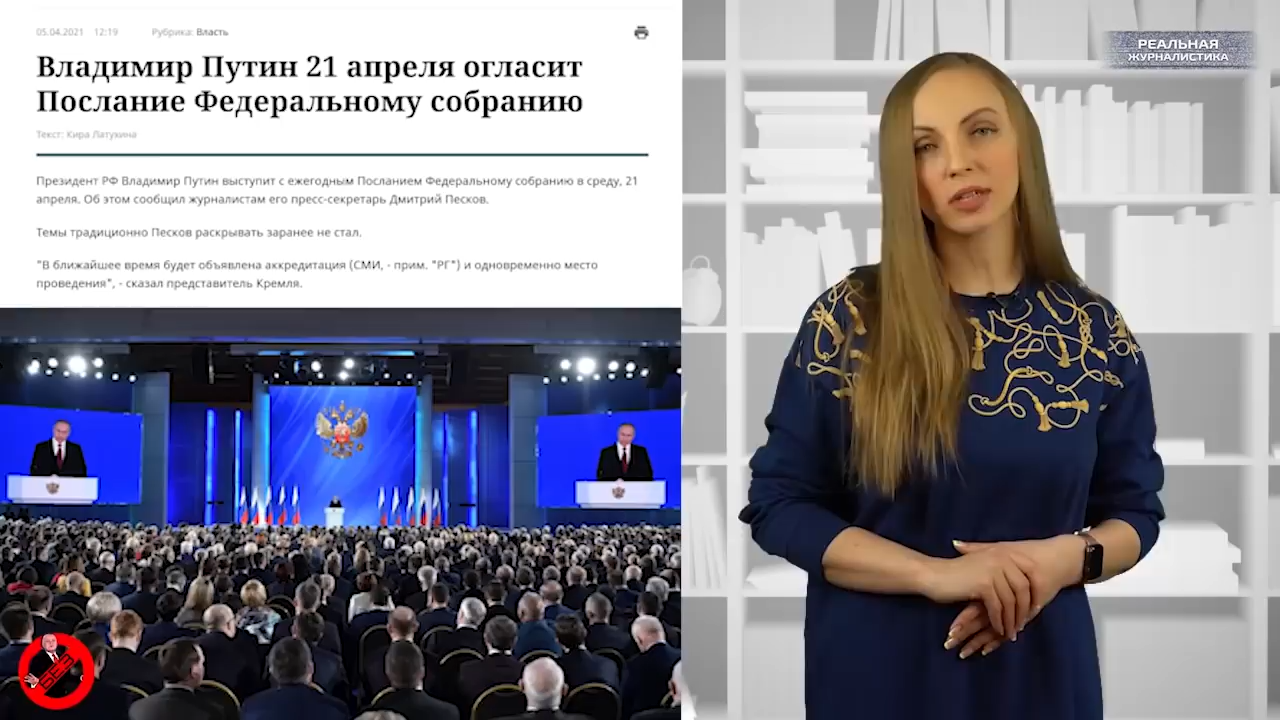 05.04.2021 12:19 Рубрика: Власть
Владимир Путин 21 апреля огласит
Послание Федеральному собранию
Текст: Кира Латухина
Президент РФ Владимир Путин выступит с ежегодным Посланием Федеральному собранию в среду, 21
апреля. Об этом сообщил журналистам его пресс-секретарь Дмитрий Песков.
Темы традиционно Песков раскрывать заранее не стал.
"В ближайшее время будет объявлена аккредитация (СМИ, - прим. "РГ") и одновременно место
проведения", - сказал представитель Кремля.
РЕАЛЬНАЯ
ЖУРНАЛИСТИКА